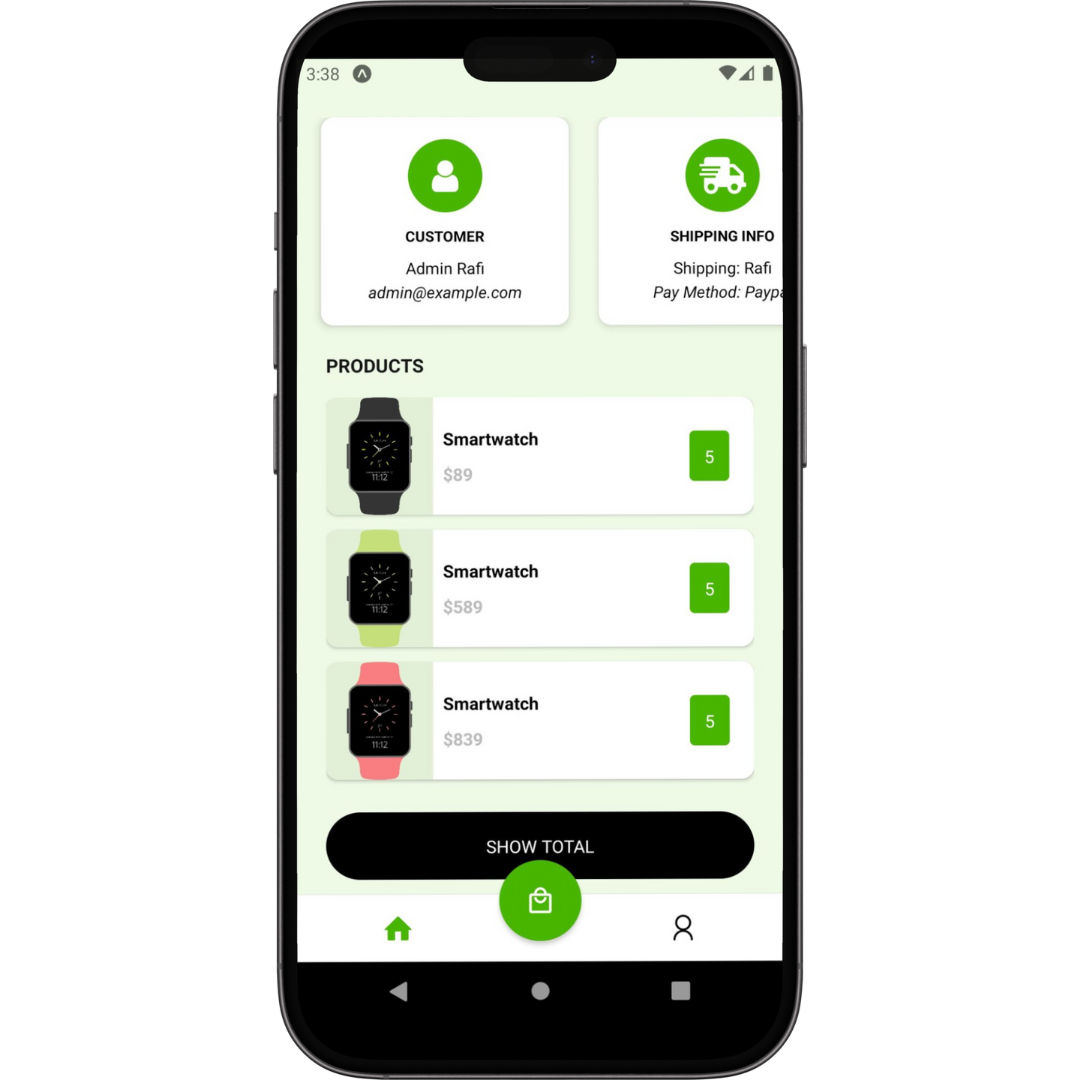 3:38
CUSTOMER
Admin Rafi
admin@example.com
SHIPPING INFO
Shipping: Rafi
Pay Method: Paypa
PRODUCTS
Smartwatch
$89
5
11:12
Smartwatch
$589
5
11:12
Smartwatch
$839
5
11:12
SHOW TOTAL